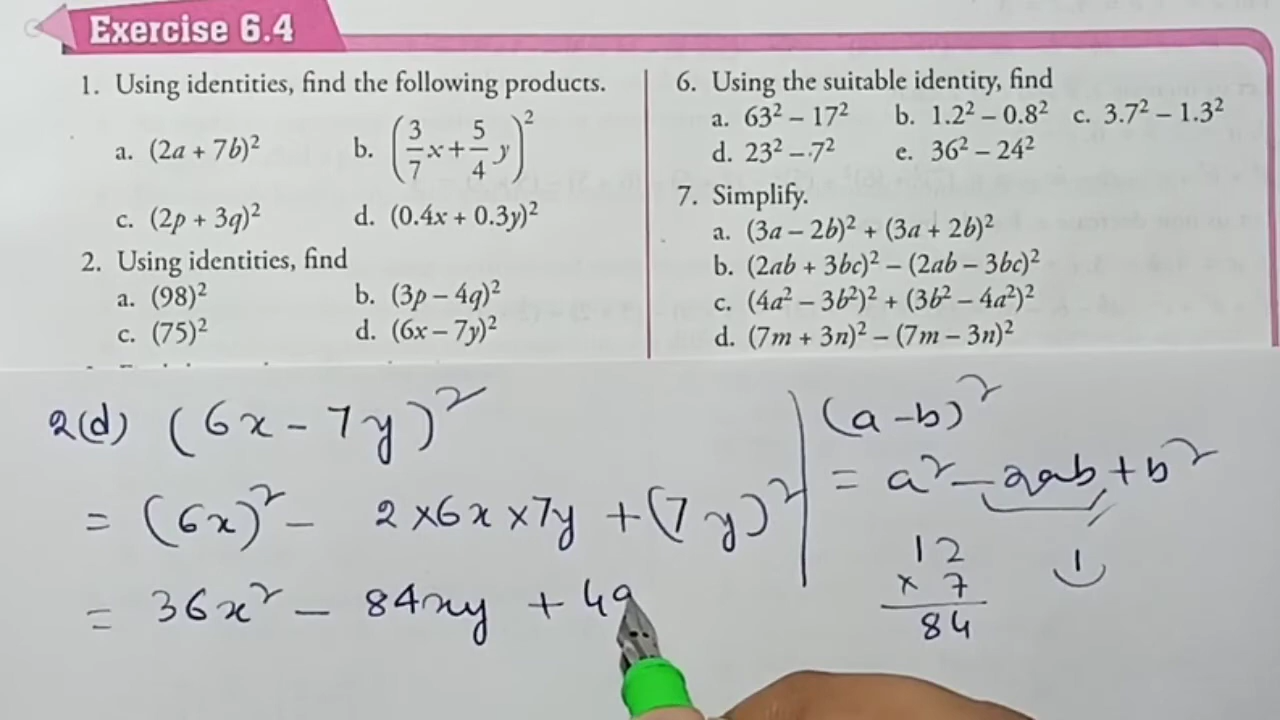 Exercise 6.4
1. Using identities, find the following products.
a. (2a + 7b)²
b. (3/7 x + 5/4 y)²
c. (2p + 3q)²
d. (0.4x + 0.3y)²
2. Using identities, find
a. (98)²
b. (3p – 4q)²
c. (75)²
d. (6x – 7y)²
6. Using the suitable identity, find
a. 63² – 17² b. 1.2² – 0.8² c. 3.7² – 1.3²
d. 23² – 7² e. 36² – 24²
7. Simplify.
a. (3a – 2b)² + (3a + 2b)²
b. (2ab + 3bc)² – (2ab – 3bc)²
c. (4a² – 3b²)² + (3b² – 4a²)²
d. (7m + 3n)² – (7m – 3n)²
2(d) (6x – 7y)²
= (6x)² – 2 × 6x × 7y + (7y)²
= 36x² – 84xy + 49
(a – b)²
= a² – 2ab + b²
12
× 7
84
1